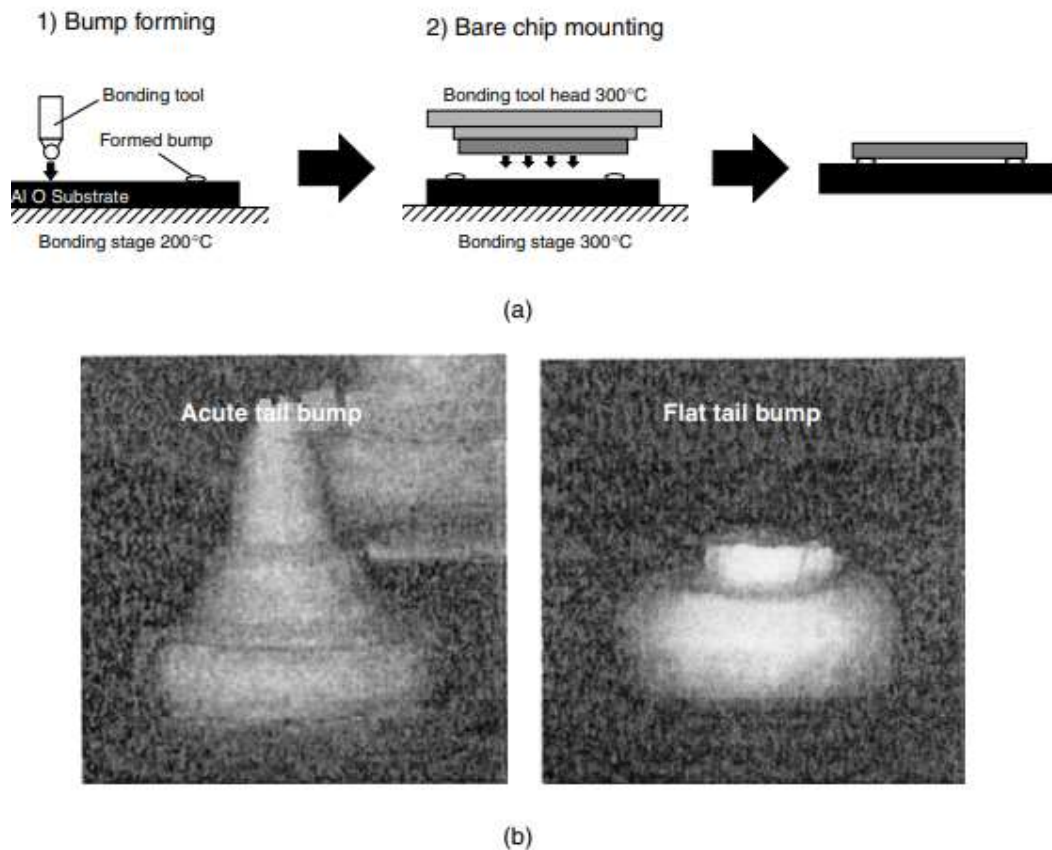 1) Bump forming
2) Bare chip mounting
Bonding tool
Formed bump
Al O Substrate
Bonding stage 200°C
Bonding tool head 300°C
Bonding stage 300°C
(a)
Acute tail bump
Flat tail bump
(b)